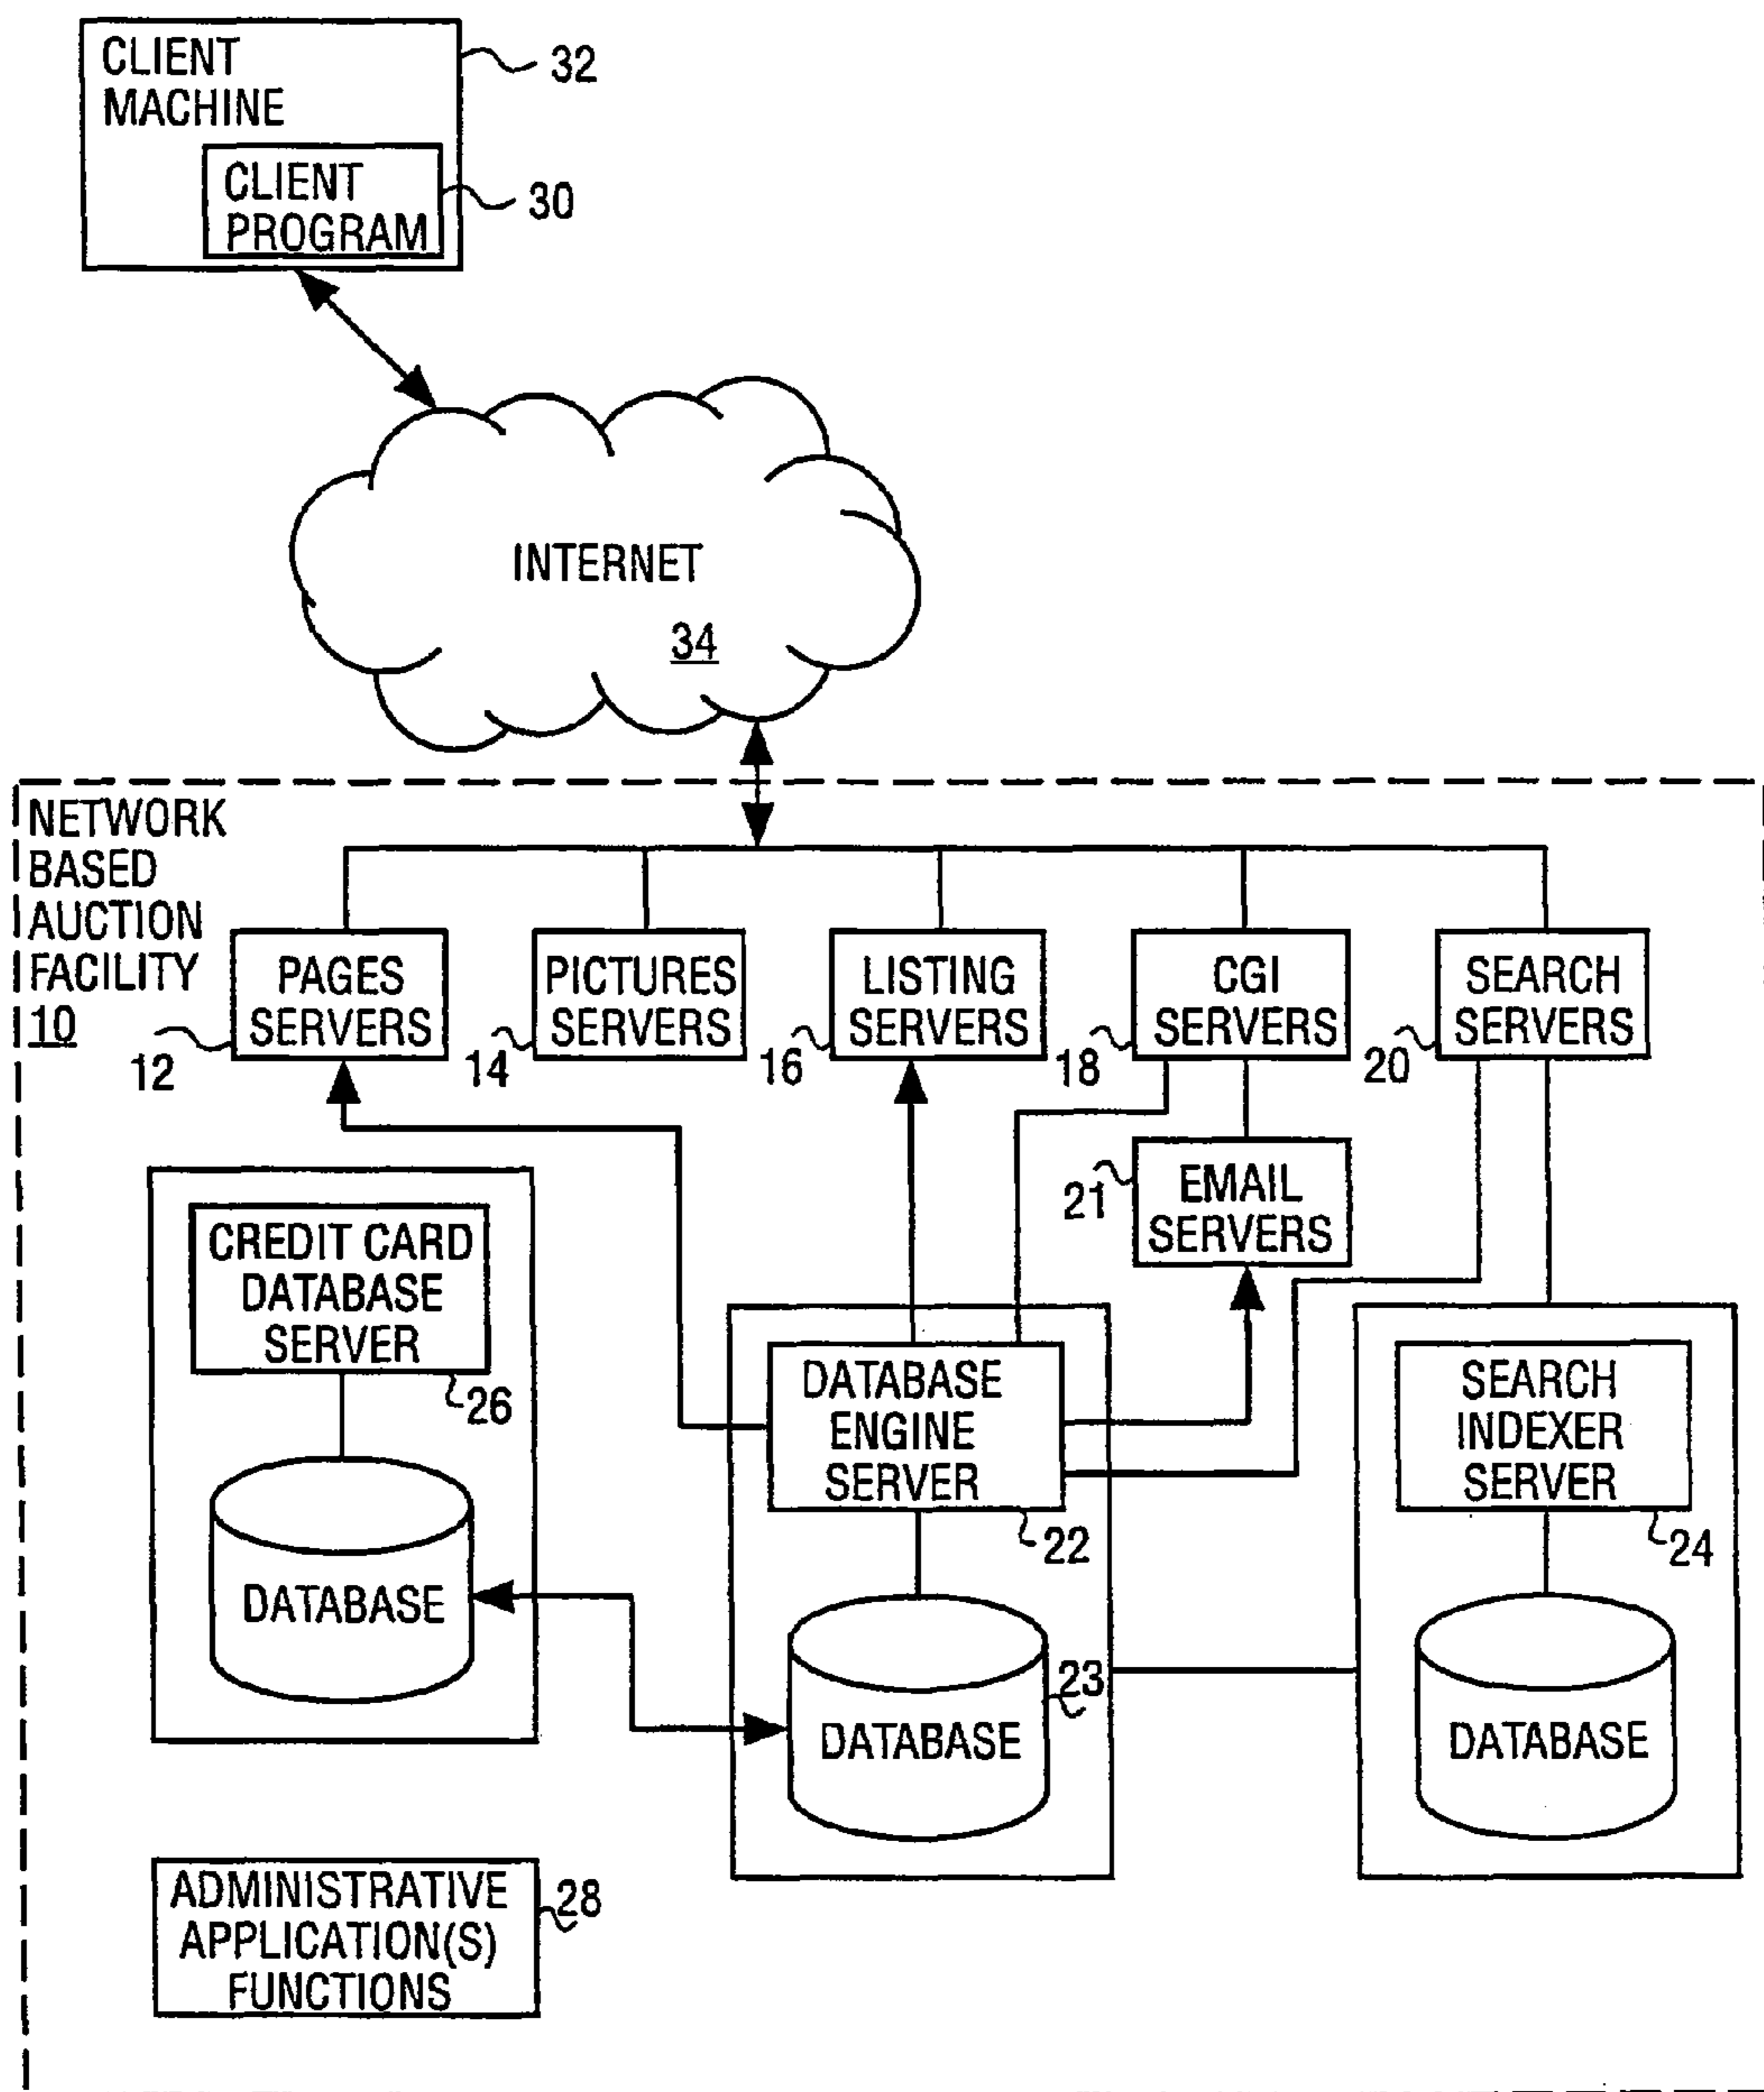 CLIENT
MACHINE
32
CLIENT
PROGRAM
30
INTERNET
34
NETWORK
BASED
AUCTION
FACILITY
10
PAGES
SERVERS
12
PICTURES
SERVERS
14
LISTING
SERVERS
16
CGI
SERVERS
18
SEARCH
SERVERS
20
EMAIL
SERVERS
21
CREDIT CARD
DATABASE
SERVER
26
DATABASE
DATABASE
ENGINE
SERVER
22
DATABASE
23
SEARCH
INDEXER
SERVER
24
DATABASE
ADMINISTRATIVE
APPLICATION(S)
FUNCTIONS
28